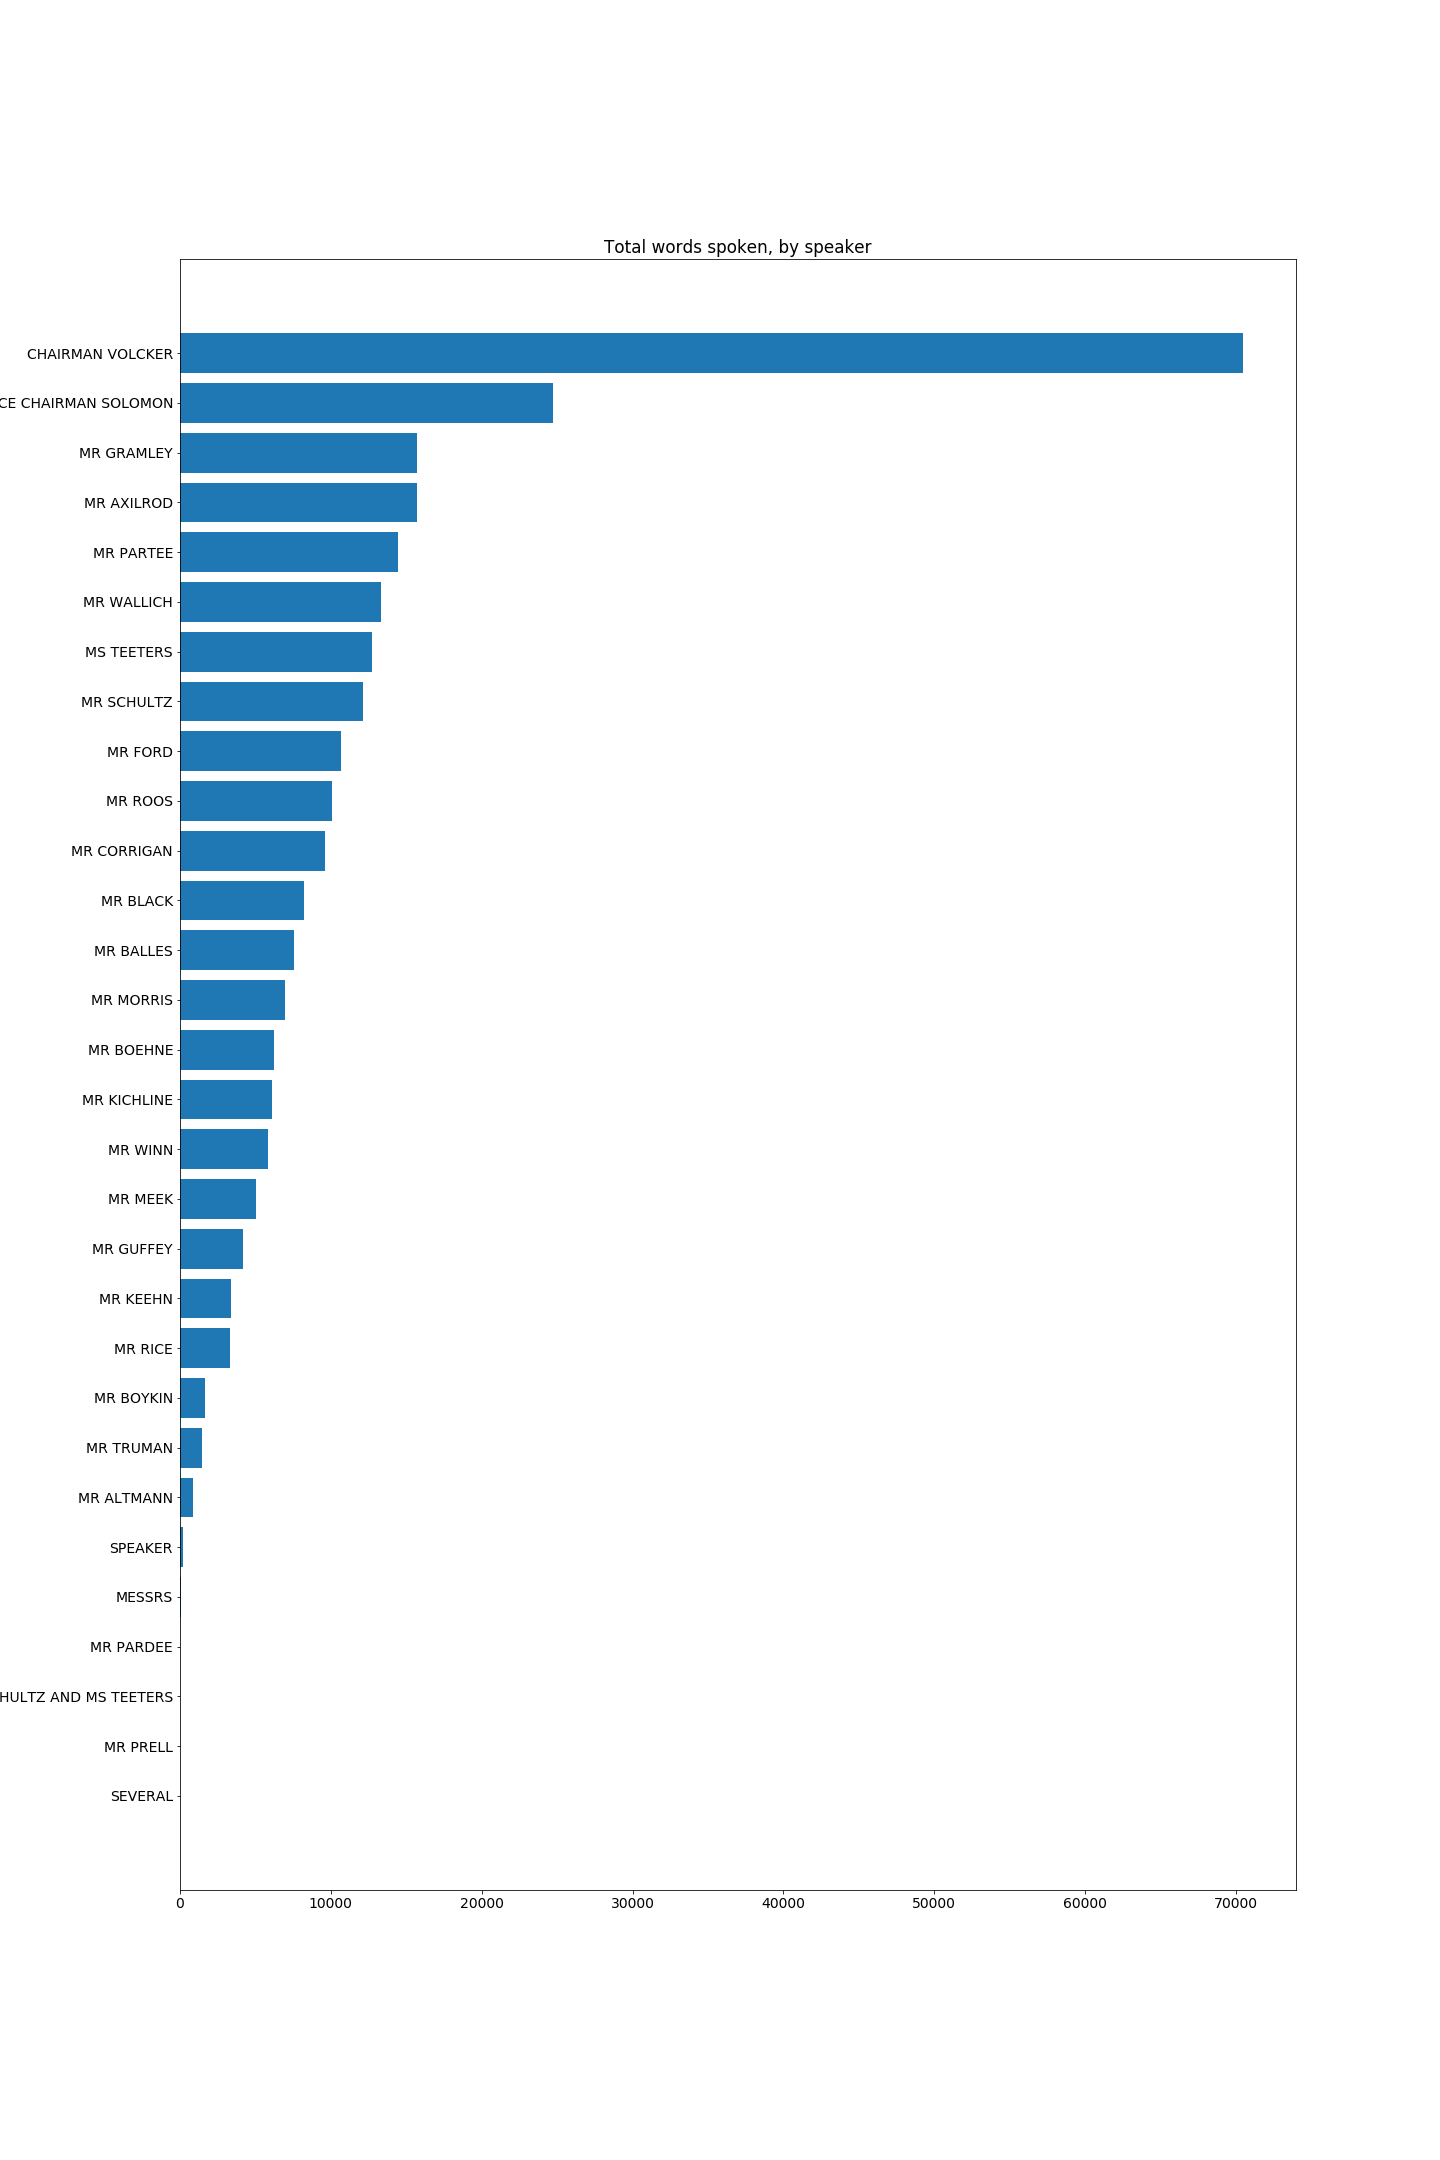 Total words spoken, by speaker
CHAIRMAN VOLCKER
CE CHAIRMAN SOLOMON
MR GRAMLEY
MR AXILROD
MR PARTEE
MR WALLICH
MS TEETERS
MR SCHULTZ
MR FORD
MR ROOS
MR CORRIGAN
MR BLACK
MR BALLES
MR MORRIS
MR BOEHNE
MR KICHLINE
MR WINN
MR MEEK
MR GUFFEY
MR KEEHN
MR RICE
MR BOYKIN
MR TRUMAN
MR ALTMANN
SPEAKER
MESSRS
MR PARDEE
HULTZ AND MS TEETERS
MR PRELL
SEVERAL
0 10000 20000 30000 40000 50000 60000 70000